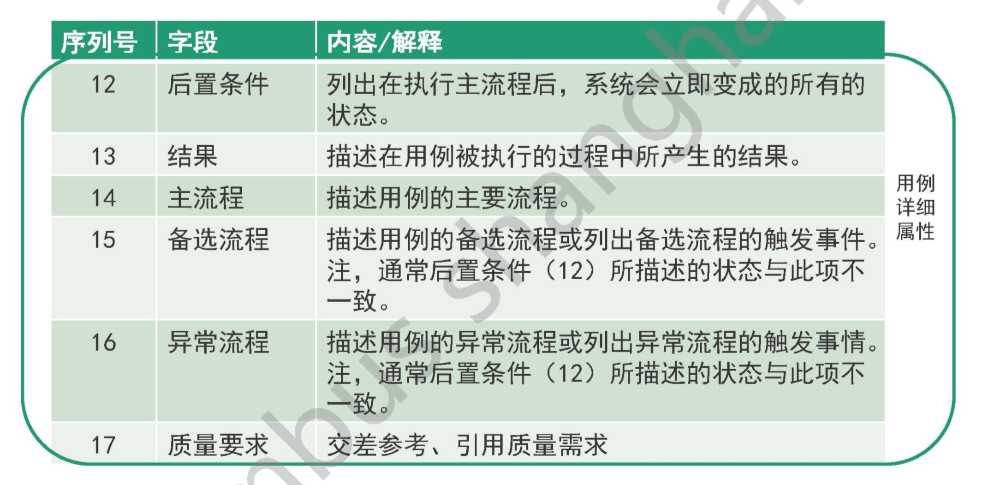 序列号 字段 内容/解释
12 后置条件 列出在执行主流程后，系统会立即变成的所有的
状态。
13 结果 描述在用例被执行的过程中所产生的结果。
14 主流程 描述用例的主要流程。
15 备选流程 描述用例的备选流程或列出备选流程的触发事件。
注，通常后置条件（12）所描述的状态与此项不
一致。
16 异常流程 描述用例的异常流程或列出异常流程的触发事情。
注，通常后置条件（12）所描述的状态与此项不
一致。
17 质量要求 交差参考、引用质量需求
用例
详细
属性